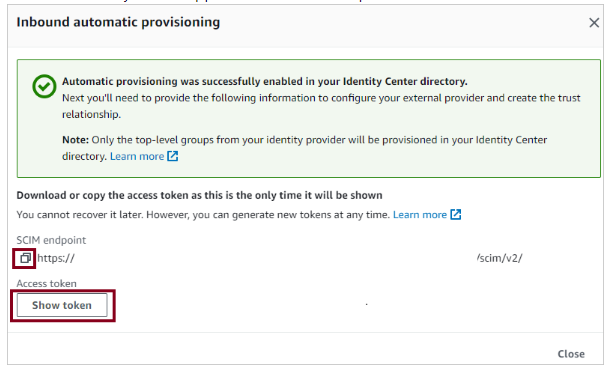 Inbound automatic provisioning
Automatic provisioning was successfully enabled in your Identity Center directory.
Next you'll need to provide the following information to configure your external provider and create the trust
relationship.
Note: Only the top-level groups from your identity provider will be provisioned in your Identity Center
directory. Learn more
Download or copy the access token as this is the only time it will be shown
You cannot recover it later. However, you can generate new tokens at any time. Learn more
SCIM endpoint
https:// /scim/v2/
Access token
Show token
Close